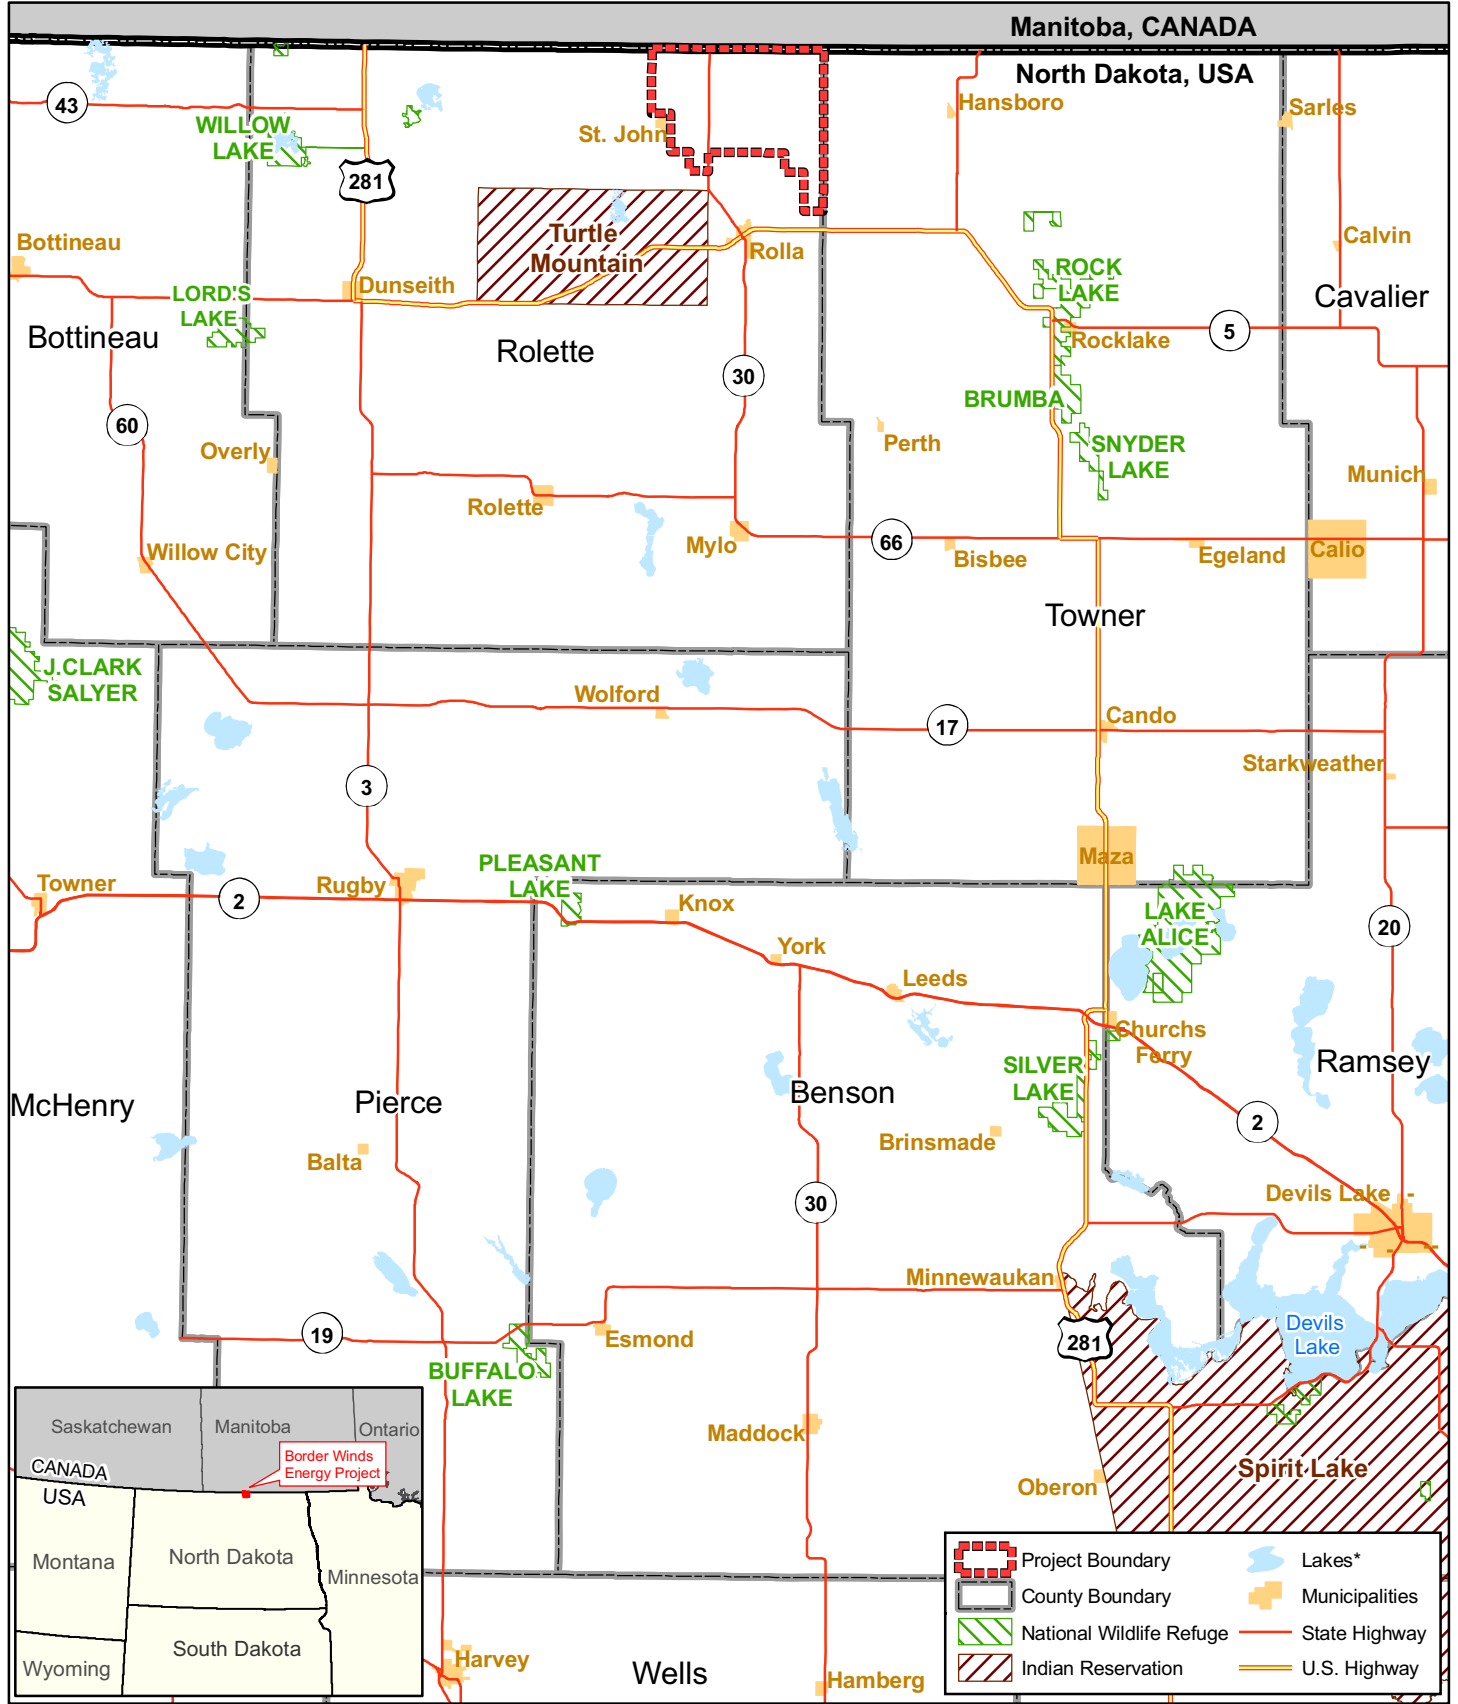 Manitoba, CANADA
North Dakota, USA
43
Hansboro
Sarles
WILLOW
LAKE
St. John
281
Bottineau
Turtle
Mountain
Rolla
Calvin
Dunseith
ROCK
LAKE
LORD'S
LAKE
Cavalier
Bottineau
Rolette
Rocklake
5
30
BRUMBA
60
Overly
Perth
SNYDER
LAKE
Munich
Rolette
Willow City
Mylo
66
Bisbee
Egeland
Calio
Towner
J.CLARK
SALYER
Wolford
17
Cando
Starkweather
3
Maza
PLEASANT
LAKE
Towner
2
Rugby
Knox
LAKE
ALICE
20
York
Leeds
Churchs
Ferry
SILVER
LAKE
Ramsey
McHenry
Pierce
Benson
2
Brinsmade
Balta
30
Devils Lake
Minnewaukan
19
Esmond
281
Devils
Lake
BUFFALO
LAKE
Maddock
Spirit Lake
Oberon
Saskatchewan
Manitoba
Ontario
Border Winds
Energy Project
CANADA
USA
Montana
North Dakota
Minnesota
South Dakota
Wyoming
Harvey
Wells
Hamberg
Project Boundary
County Boundary
National Wildlife Refuge
Indian Reservation
Lakes*
Municipalities
State Highway
U.S. Highway